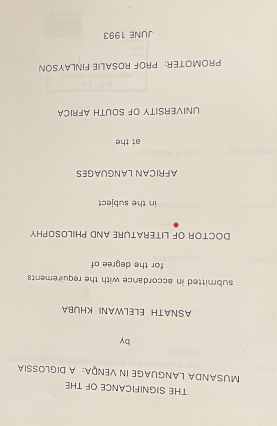 THE SIGNIFICANCE OF THE
MUSANDA LANGUAGE IN VENḒA: A DIGLOSSIA
by
ASNATH ELELWANI KHUBA
submitted in accordance with the requirements
for the degree of
DOCTOR OF LITERATURE AND PHILOSOPHY
in the subject
AFRICAN LANGUAGES
at the
UNIVERSITY OF SOUTH AFRICA
PROMOTER: PROF ROSALIE FINLAYSON
JUNE 1993